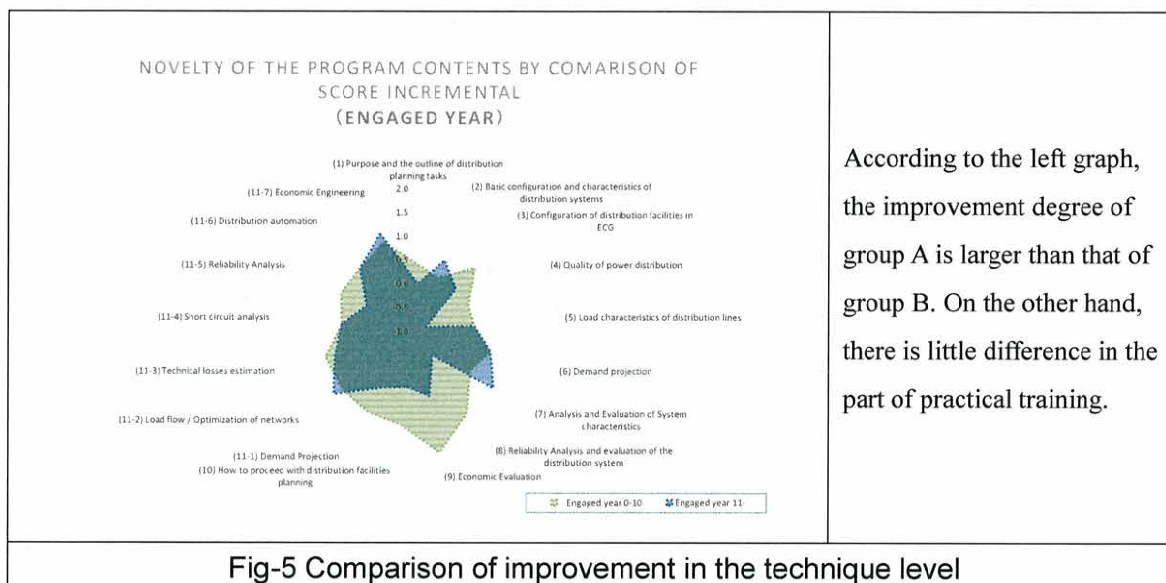 NOVELTY OF THE PROGRAM CONTENTS BY COMARISON OF
SCORE INCREMENTAL
(ENGAGED YEAR)
(1) Purpose and the outline of distribution
planning tasks
(2) Basic configuration and characteristics of
distribution systems
(3) Configuration of distribution facilities in
ECG
(4) Quality of power distribution
(5) Load characteristics of distribution lines
(6) Demand projection
(7) Analysis and Evaluation of System
characteristics
(8) Reliability Analysis and evaluation of the
distribution system
(9) Economic Evaluation
(10) How to proceed with distribution facilities
planning
(11-1) Demand Projection
(11-2) Load flow / Optimization of networks
(11-3) Technical losses estimation
(11-4) Short circuit analysis
(11-5) Reliability Analysis
(11-6) Distribution automation
(11-7) Economic Engineering
2.0
1.5
1.0
0.0
-1.0
Engaged year 0-10
Engaged year 11-
According to the left graph,
the improvement degree of
group A is larger than that of
group B. On the other hand,
there is little difference in the
part of practical training.
Fig-5 Comparison of improvement in the technique level